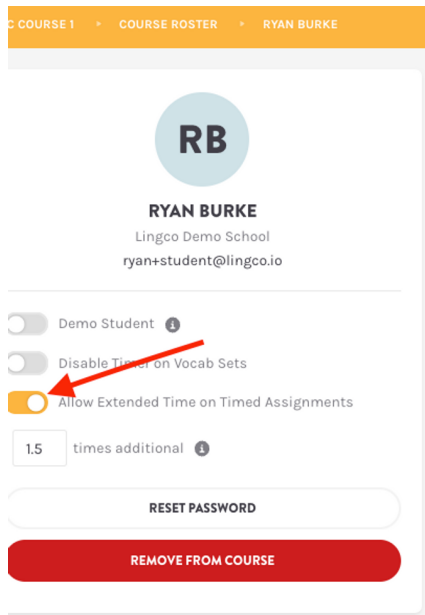 C COURSE 1 > COURSE ROSTER > RYAN BURKE
RB
RYAN BURKE
Lingco Demo School
ryan+student@lingco.io
Demo Student i
Disable Timer on Vocab Sets
Allow Extended Time on Timed Assignments
1.5 times additional i
RESET PASSWORD
REMOVE FROM COURSE